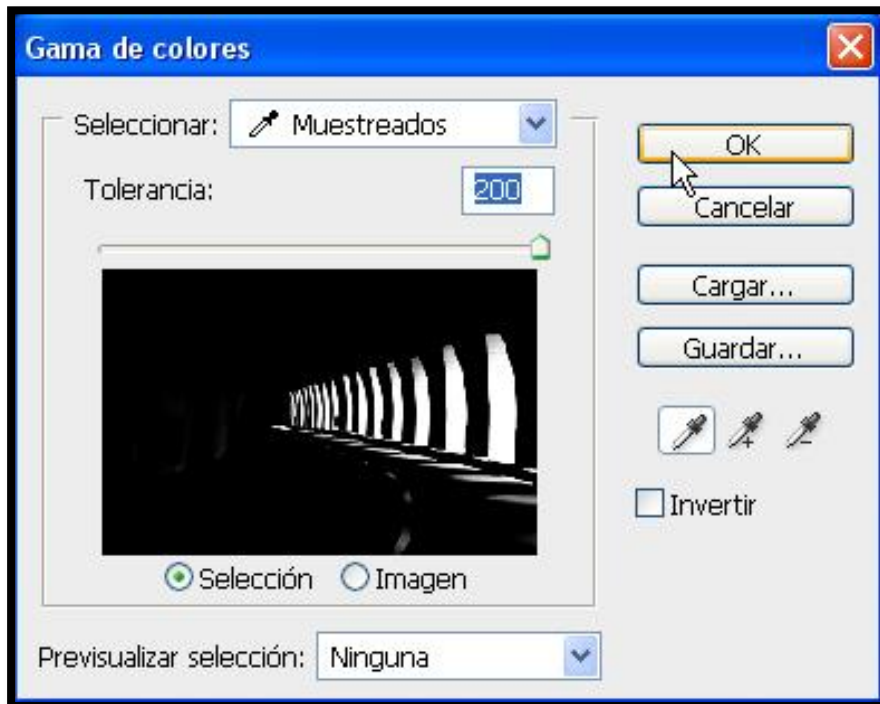 Gama de colores
Seleccionar: Muestreados
Tolerancia: 200
OK
Cancelar
Cargar...
Guardar...
Invertir
Selección Imagen
Previsualizar selección: Ninguna